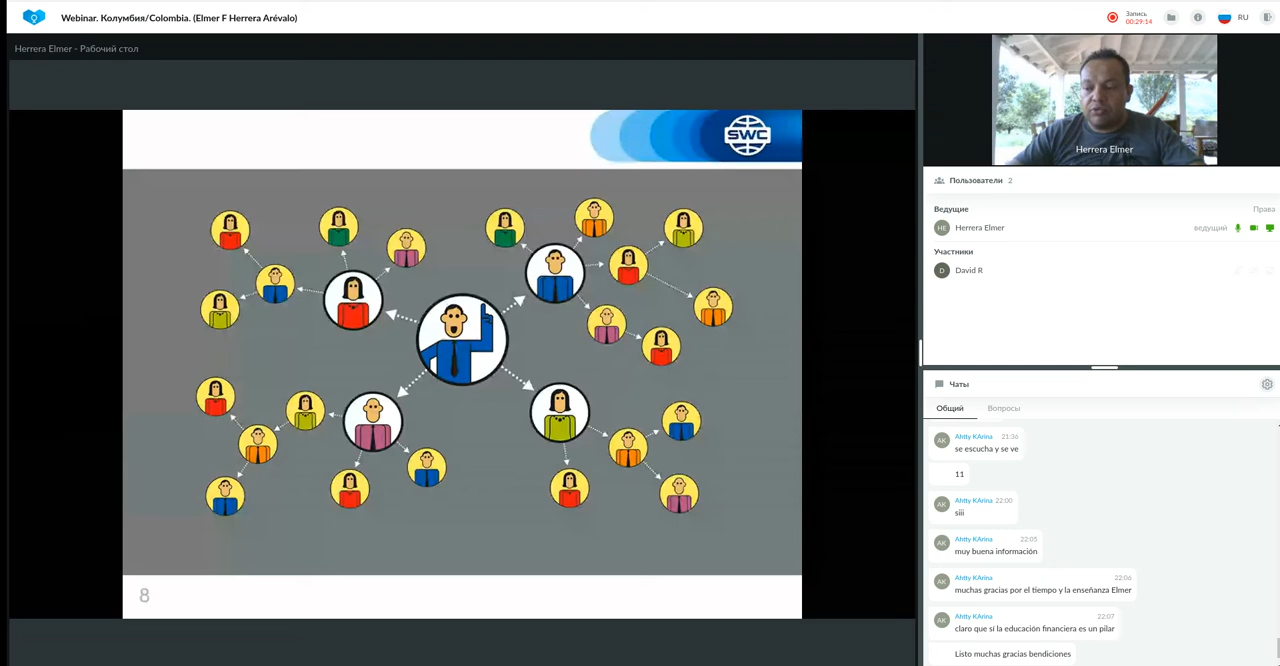 Webinar. Колумбия/Colombia. (Elmer F Herrera Arévalo)
Запись
00:29:14
RU
Herrera Elmer - Рабочий стол
SWC
8
Herrera Elmer
Пользователи 2
Ведущие Права
HE Herrera Elmer ведущий
Участники
D David R
Чаты
Общий Вопросы
AK Ahtty KArina 21:36
se escucha y se ve
11
AK Ahtty KArina 22:00
siii
AK Ahtty KArina 22:05
muy buena información
AK Ahtty KArina 22:06
muchas gracias por el tiempo y la enseñanza Elmer
AK Ahtty KArina 22:07
claro que sí la educación financiera es un pilar
Listo muchas gracias bendiciones